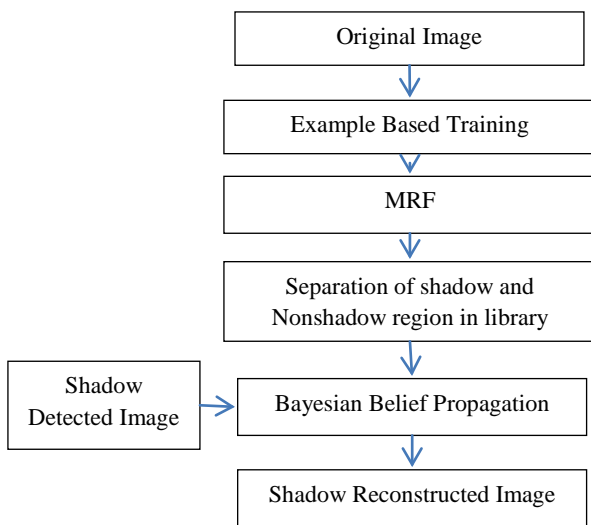 Original Image
Example Based Training
MRF
Separation of shadow and
Nonshadow region in library
Shadow
Detected Image
Bayesian Belief Propagation
Shadow Reconstructed Image